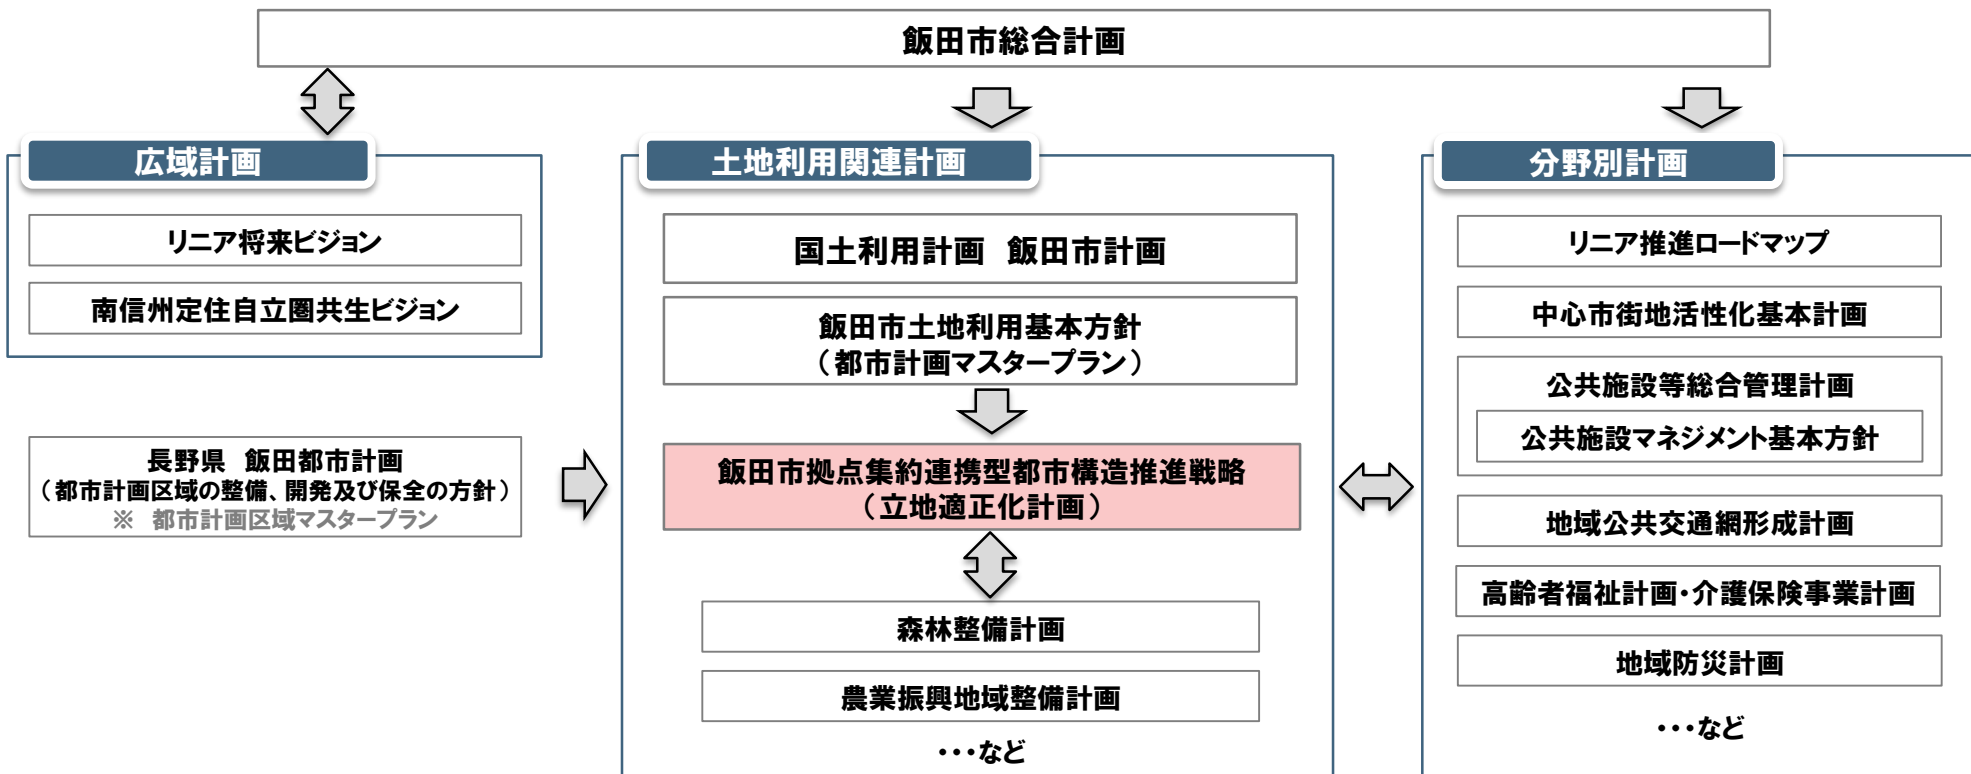 飯田市総合計画
広域計画
リニア将来ビジョン
南信州定住自立圏共生ビジョン
長野県　飯田都市計画
（都市計画区域の整備、開発及び保全の方針）
※　都市計画区域マスタープラン
土地利用関連計画
国土利用計画　飯田市計画
飯田市土地利用基本方針
（都市計画マスタープラン）
飯田市拠点集約連携型都市構造推進戦略
（立地適正化計画）
森林整備計画
農業振興地域整備計画
・・・など
分野別計画
リニア推進ロードマップ
中心市街地活性化基本計画
公共施設等総合管理計画
公共施設マネジメント基本方針
地域公共交通網形成計画
高齢者福祉計画・介護保険事業計画
地域防災計画
・・・など